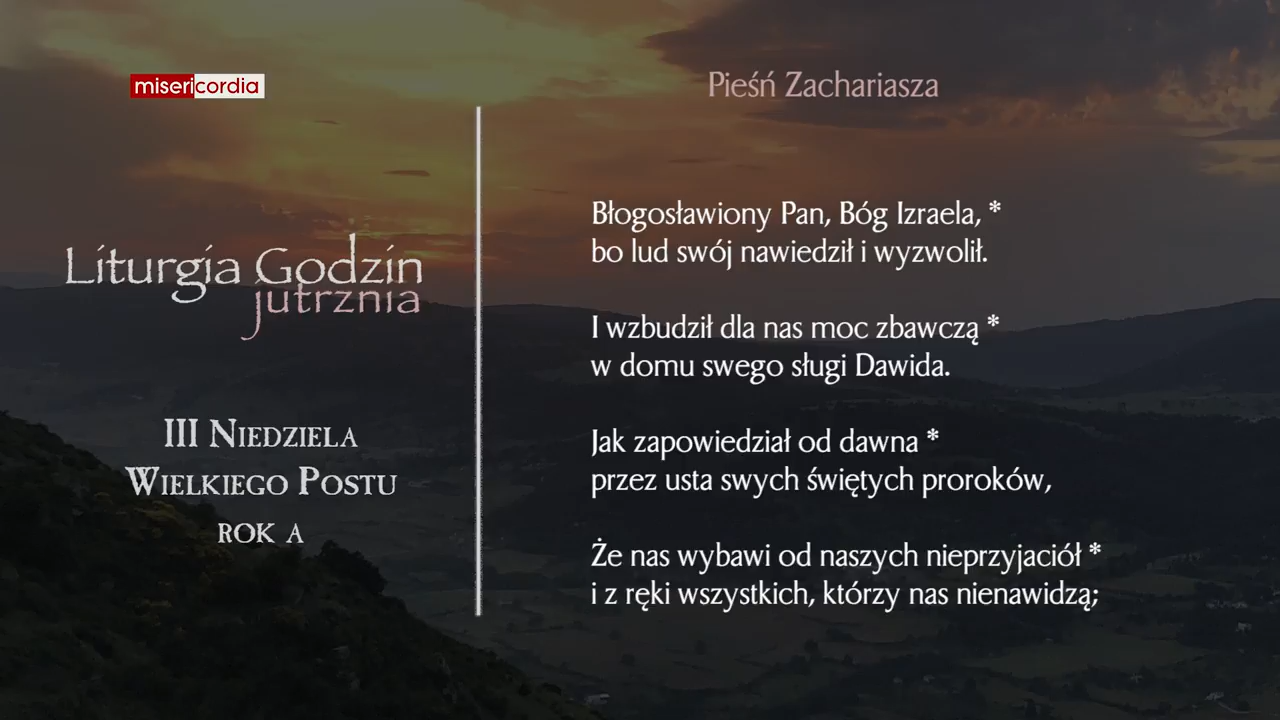 misericordia
Liturgia Godzin
jutrznia
III Niedziela
Wielkiego Postu
rok A
Pieśń Zachariasza
Błogosławiony Pan, Bóg Izraela, *
bo lud swój nawiedził i wyzwolił.
I wzbudził dla nas moc zbawczą *
w domu swego sługi Dawida.
Jak zapowiedział od dawna *
przez usta swych świętych proroków,
Że nas wybawi od naszych nieprzyjaciół *
i z ręki wszystkich, którzy nas nienawidzą;